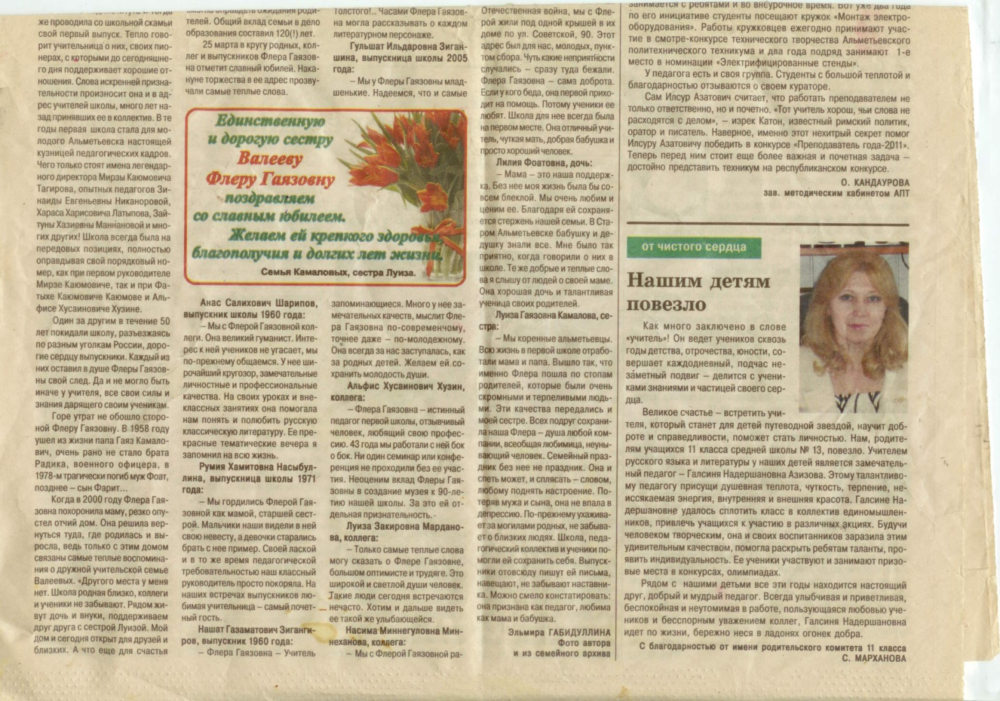 же проводила со школьной скамьи
свой первый выпуск. Тепло гово-
рит учительница о них, своих пио-
нерах, с которыми до сегодняшне-
го дня поддерживает хорошие от-
ношения. Слова искренней призна-
тельности произносит она и в ад-
рес учителей школы, много лет на-
зад принявших ее в коллектив. В те
годы первая школа стала для мо-
лодого Альметьевска настоящей
кузницей педагогических кадров.
Чего только стоят имена легендар-
ного директора Мирзы Каюмовича
Тагирова, опытных педагогов Зи-
наиды Евгеньевны Никаноровой,
Хараса Харисовича Латыпова, Зай-
туны Хазиевны Маннановой и мно-
гих других! Школа всегда была на
передовых позициях, полностью
оправдывая свой порядковый но-
мер, как при первом руководителе
Мирзе Каюмовиче, так и при Фа-
тыхе Каюмовиче Каюмове и Аль-
фисе Хусаиновиче Хузине.
Один за другим в течение 50
лет покидали школу, разъезжаясь
по разным уголкам России, доро-
гие сердцу выпускники. Каждый из
них оставил в душе Флеры Гаязов-
ны свой след. Да и не могло быть
иначе у учителя, все свои силы и
знания дарящего своим ученикам.
Горе утрат не обошло сторо-
ной Флеру Гаязовну. В 1958 году
ушел из жизни папа Гаяз Камало-
вич, очень рано не стало брата
Радика, военного офицера, в
1978-м трагически погиб муж Фоат,
позднее – сын Фарит...
Когда в 2000 году Флера Гая-
зовна похоронила маму, резко опу-
стел отчий дом. Она решила вер-
нуться туда, где родилась и вы-
росла, ведь только с этим домом
связаны самые теплые воспомина-
ния о дружной учительской семье
Валеевых. «Другого места у меня
нет. Школа родная близко, коллеги
и ученики не забывают. Рядом жи-
вут дочь и внуки, поддерживаем
друг друга с сестрой Луизой. Мой
дом и сегодня открыт для друзей и
близких. А что еще для счастья
смогла оправдать ожидания роди-
телей. Общий вклад семьи в дело
образования составил 120(!) лет.
25 марта в кругу родных, кол-
лег и выпускников Флера Гаязов-
на отметит славный юбилей. Нака-
нуне торжества в ее адрес прозву-
чали самые теплые слова.
Толстого!.. Часами Флера Гаязов-
на могла рассказывать о каждом
литературном персонаже.
Гульшат Ильдаровна Зиган-
шина, выпускница школы 2005
года:
– Мы у Флеры Гаязовны млад-
шенькие. Надеемся, что и самые
Единственную
и дорогую сестру
Валееву
Флеру Гаязовну
поздравляем
со славным юбилеем.
Желаем ей крепкого здоровья,
благополучия и долгих лет жизни.
Семья Камаловых, сестра Луиза.
Анас Салихович Шарипов,
выпускник школы 1960 года:
– Мы с Флерой Гаязовной кол-
леги. Она великий гуманист. Инте-
рес к ней учеников не угасает, мы
по-прежнему общаемся. У нее ши-
рочайший кругозор, замечательные
личностные и профессиональные
качества. На своих уроках и вне-
классных занятиях она помогала
нам понять и полюбить русскую
классическую литературу. Ее пре-
красные тематические вечера я
запомнил на всю жизнь.
Румия Хамитовна Насыбул-
лина, выпускница школы 1971
года:
– Мы гордились Флерой Гая-
зовной как мамой, старшей сест-
рой. Мальчики наши видели в ней
свою невесту, а девочки старались
брать с нее пример. Своей лаской
и в то же время педагогической
требовательностью наш классный
руководитель просто покоряла. На
наших встречах выпускников лю-
бимая учительница – самый почет-
ный гость.
Нашат Газаматович Зиганги-
ров, выпускник 1960 года:
– Флера Гаязовна – Учитель
запоминающиеся. Много у нее за-
мечательных качеств, мыслит Фле-
ра Гаязовна по-современному,
точнее даже – по-молодежному.
Она всегда за нас заступалась, как
за родных детей. Желаем ей со-
хранить молодость души.
Альфис Хусаинович Хузин,
коллега:
– Флера Гаязовна – истинный
педагог первой школы, отзывчивый
человек, любящий свою профес-
сию. 43 года мы работали с ней бок
о бок. Ни один семинар или конфе-
ренция не проходили без ее учас-
тия. Неоценим вклад Флеры Гая-
зовны в создание музея к 90-ле-
тию нашей школы. За это ей от-
дельная признательность.
Луиза Закировна Мардано-
ва, коллега:
– Только самые теплые слова
могу сказать о Флере Гаязовне,
большом оптимисте и трудяге. Это
широкой и светлой души человек.
Такие люди сегодня встречаются
нечасто. Хотим и дальше видеть
ее такой же улыбающейся.
Насима Миннегуловна Мин-
неханова, коллега:
– Мы с Флерой Гаязовной ра-
Отечественная война, мы с Фле-
рой жили под одной крышей в их
доме по ул. Советской, 90. Этот
адрес был для нас, молодых, пунк-
том сбора. Чуть какие неприятности
случались – сразу туда бежали.
Флера Гаязовна – сама доброта.
Если у кого беда, она первой прихо-
дит на помощь. Потому ученики ее
любят. Школа для нее всегда была
на первом месте. Она отличный учи-
тель, чуткая мать, добрая бабушка и
просто хороший человек.
Лилия Фоатовна, дочь:
– Мама – это наша поддерж-
ка. Без нее моя жизнь была бы со-
всем блеклой. Мы очень любим и
ценим ее. Благодаря ей сохраня-
ется стержень нашей семьи. В Ста-
ром Альметьевске бабушку и де-
душку знали все. Мне было так
приятно, когда говорили о них в
школе. Те же добрые и теплые сло-
ва я слышу от людей о своей маме.
Она хорошая дочь и талантливая
ученица своих родителей.
Луиза Гаязовна Камалова, се-
стра:
– Мы коренные альметьевцы.
Всю жизнь в первой школе отрабо-
тали мама и папа. Вышло так, что
именно Флера пошла по стопам
родителей, которые были очень
скромными и терпеливыми людь-
ми. Эти качества передались и
моей сестре. Всех подруг сохрани-
ла наша Флера – душа любой ком-
пании, всеобщая любимица, неуны-
вающий человек. Семейный праз-
дник без нее не праздник. Она и
спеть может, и сплясать – словом,
любому поднять настроение. По-
теряв мужа и сына, она не впала в
депрессию. По-прежнему ухажива-
ет за могилами родных, не забыва-
ет о близких людях. Школа, педа-
гогический коллектив и ученики по-
могли ей сохранить себя. Выпуск-
ники отовсюду пишут ей письма,
навещают, не забывают наставни-
ка. Можно смело констатировать:
она признана как педагог, любима
как мама и бабушка.
Эльмира ГАБИДУЛЛИНА
Фото автора
и из семейного архива
занимается с ребятами и во внеурочное время. Вот уже два года
по его инициативе студенты посещают кружок «Монтаж электро-
оборудования». Работы кружковцев ежегодно принимают учас-
тие в смотре-конкурсе технического творчества Альметьевского
политехнического техникума и два года подряд занимают 1-е
место в номинации «Электрифицированные стенды».
У педагога есть и своя группа. Студенты с большой теплотой и
благодарностью отзываются о своем кураторе.
Сам Илсур Азатович считает, что работать преподавателем не
только ответственно, но и почетно. «Тот учитель хорош, чьи слова не
расходятся с делом», – изрек Катон, известный римский политик,
оратор и писатель. Наверное, именно этот нехитрый секрет помог
Илсуру Азатовичу победить в конкурсе «Преподаватель года-2011».
Теперь перед ним стоит еще более важная и почетная задача –
достойно представить техникум на республиканском конкурсе.
О. КАНДАУРОВА
зав. методическим кабинетом АПТ
от чистого сердца
Нашим детям
повезло
Как много заключено в слове
«учитель»! Он ведет учеников сквозь
годы детства, отрочества, юности, со-
вершает каждодневный, подчас не-
заметный подвиг – делится с учени-
ками знаниями и частицей своего сер-
дца.
Великое счастье – встретить учи-
теля, который станет для детей путеводной звездой, научит доб-
роте и справедливости, поможет стать личностью. Нам, родите-
лям учащихся 11 класса средней школы № 13, повезло. Учителем
русского языка и литературы у наших детей является замечатель-
ный педагог – Галсиня Надершановна Азизова. Этому талантливо-
му педагогу присущи душевная теплота, чуткость, терпение, не-
иссякаемая энергия, внутренняя и внешняя красота. Галсине На-
дершановне удалось сплотить класс в коллектив единомышлен-
ников, привлечь учащихся к участию в различных акциях. Будучи
человеком творческим, она и своих воспитанников заразила этим
удивительным качеством, помогла раскрыть ребятам таланты, про-
явить индивидуальность. Ее ученики участвуют и занимают призо-
вые места в конкурсах, олимпиадах.
Рядом с нашими детьми все эти годы находится настоящий
друг, добрый и мудрый педагог. Всегда улыбчивая и приветливая,
беспокойная и неутомимая в работе, пользующаяся любовью уче-
ников и бесспорным уважением коллег, Галсиня Надершановна
идет по жизни, бережно неся в ладонях огонек добра.
С благодарностью от имени родительского комитета 11 класса
С. МАРХАНОВА